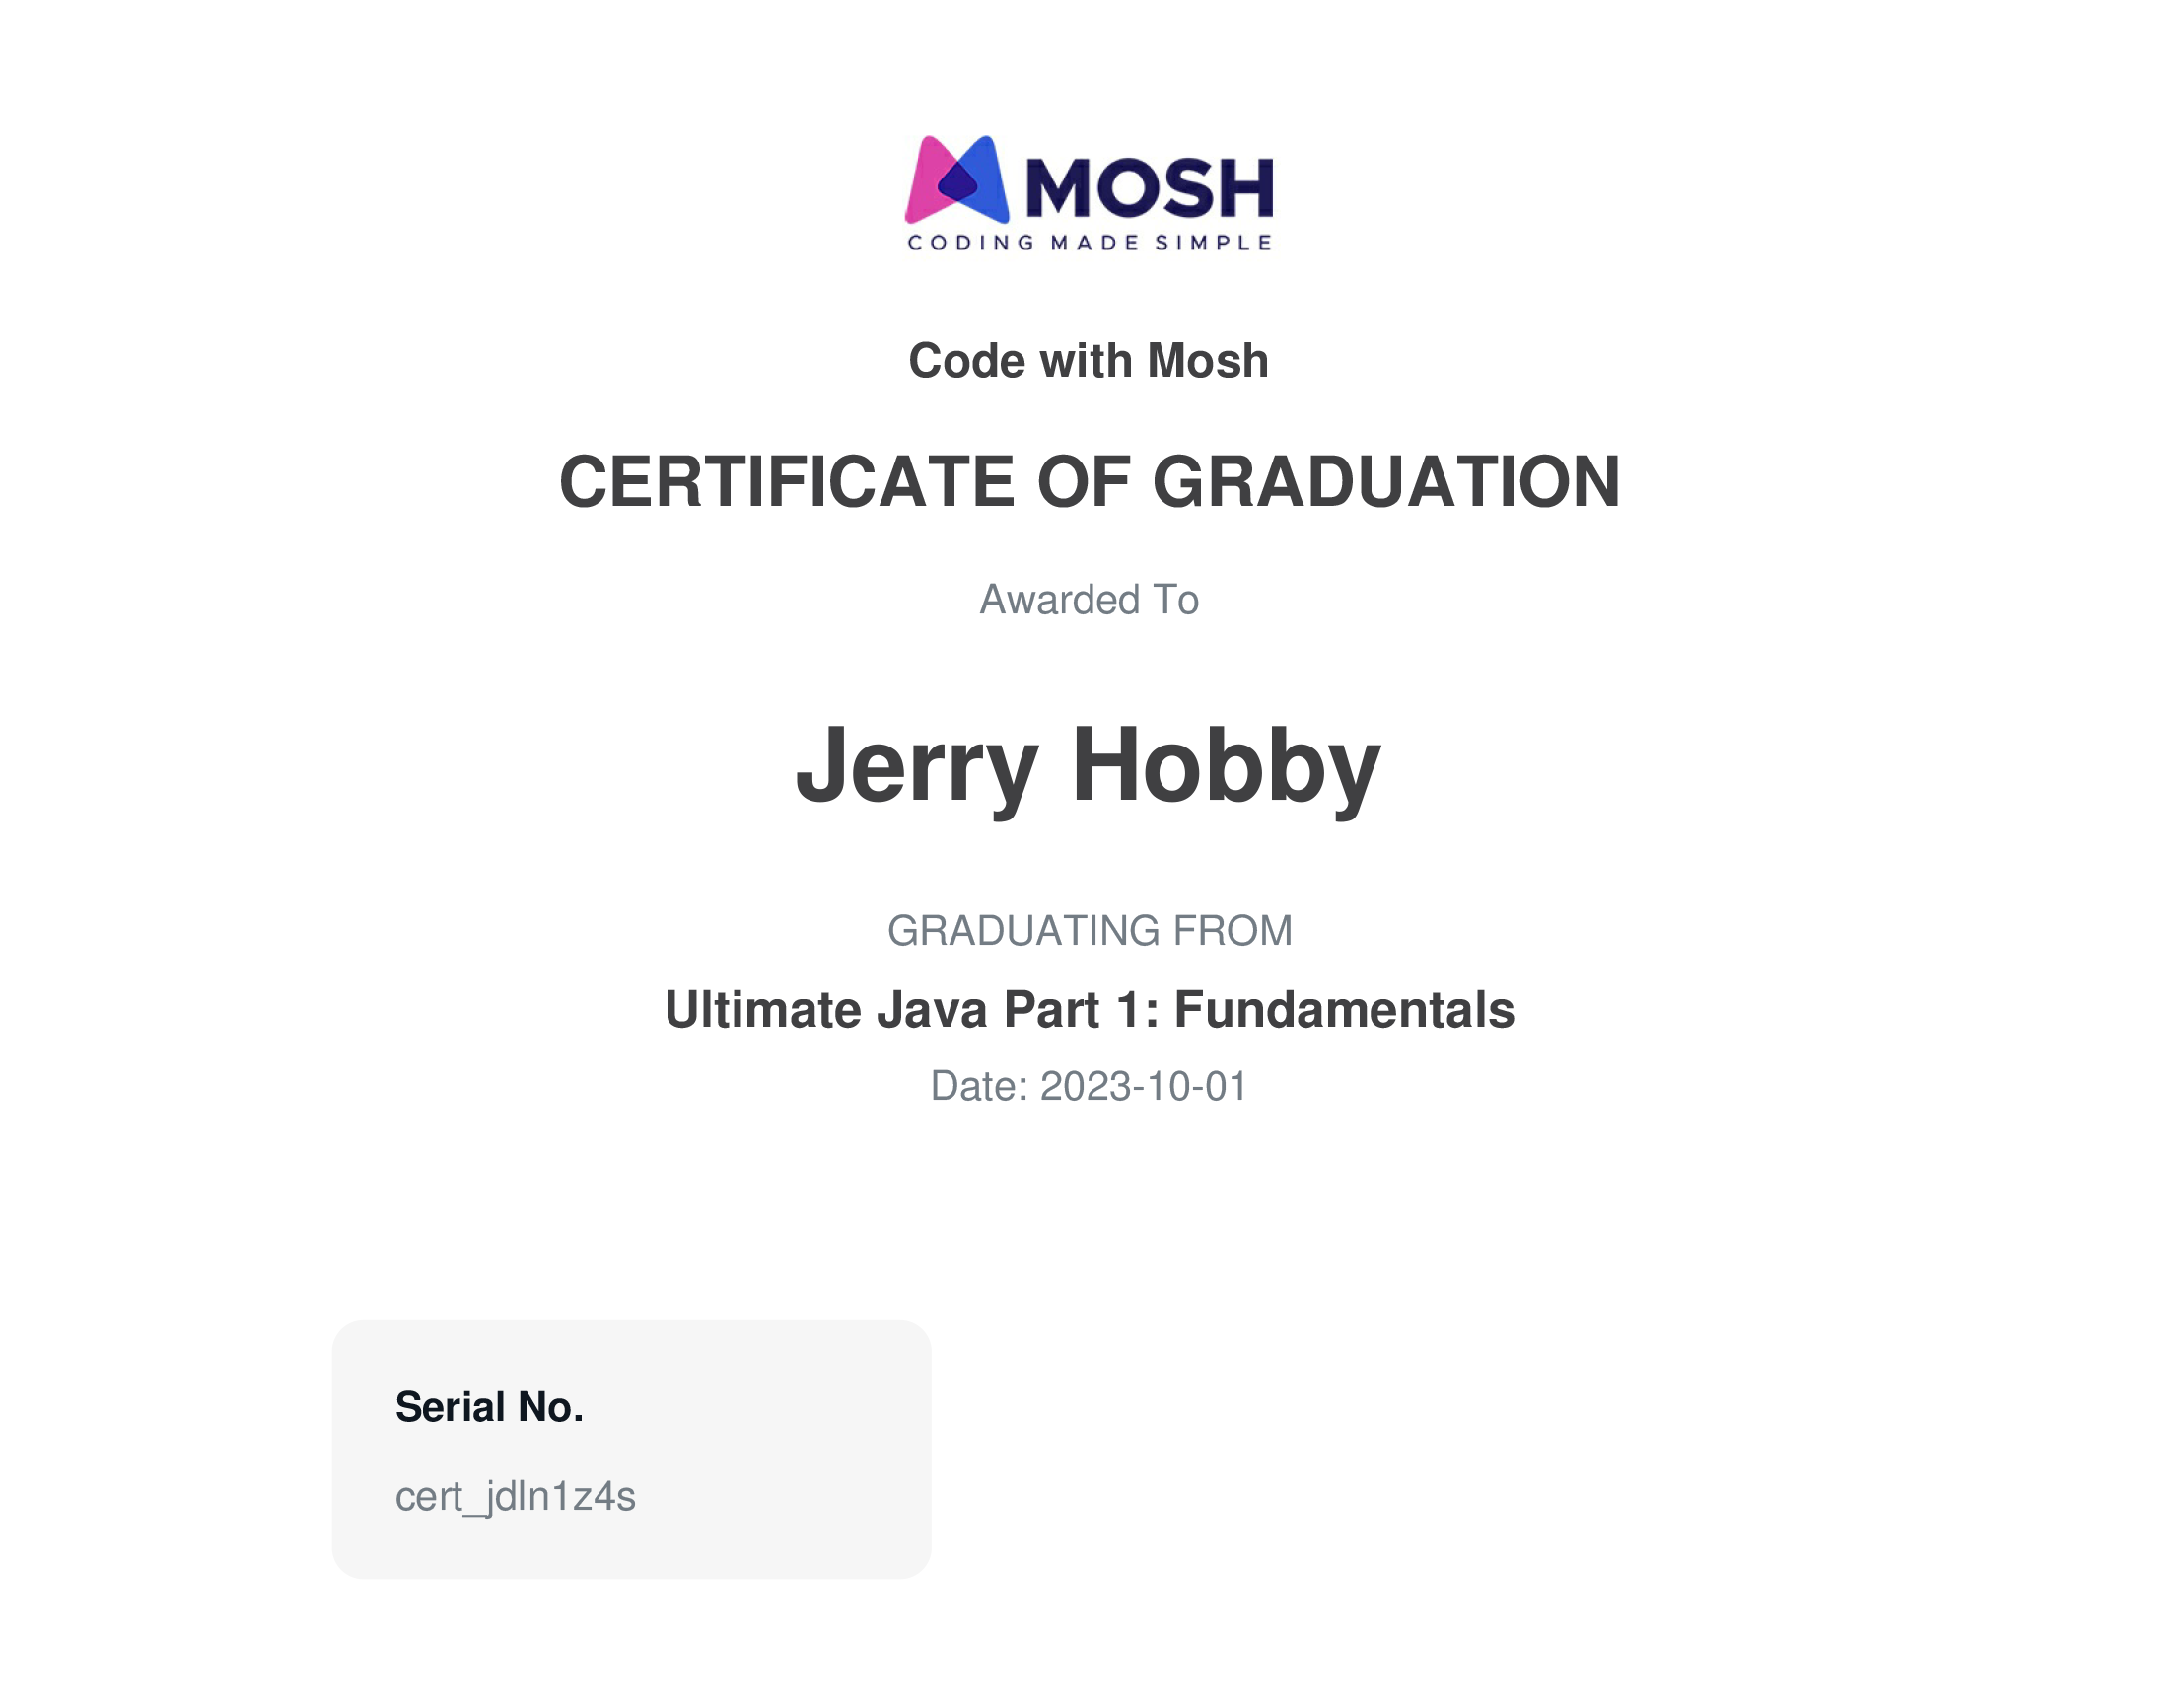 MOSH
CODING MADE SIMPLE
Code with Mosh
CERTIFICATE OF GRADUATION
Awarded To
Jerry Hobby
GRADUATING FROM
Ultimate Java Part 1: Fundamentals
Date: 2023-10-01
Serial No.
cert_jdln1z4s